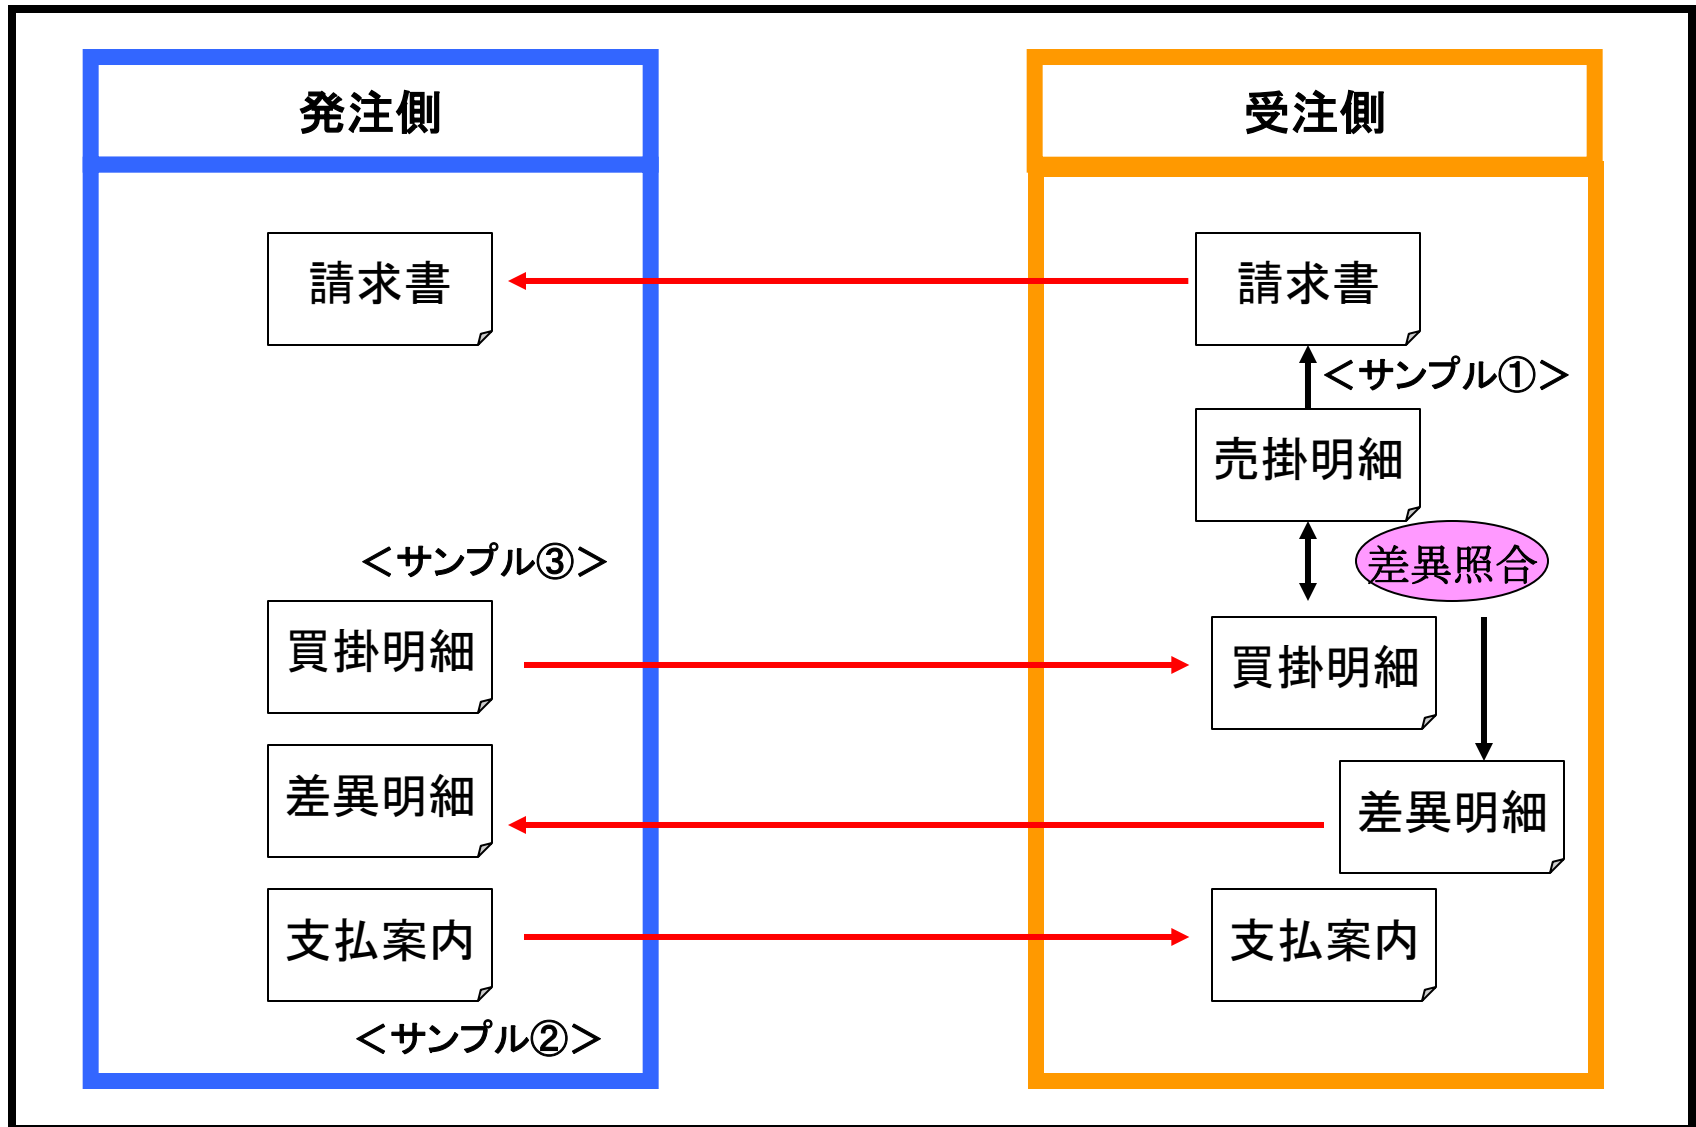 発注側
受注側
請求書
請求書
<サンプル①>
売掛明細
差異照合
<サンプル③>
買掛明細
買掛明細
差異明細
差異明細
支払案内
支払案内
<サンプル②>